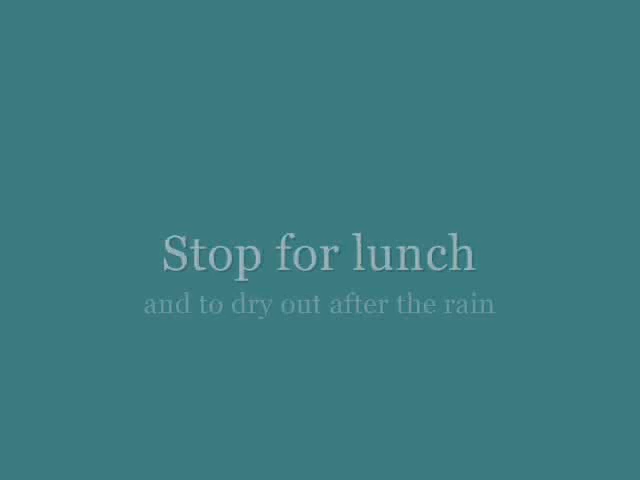 Stop for lunch
and to dry out after the rain